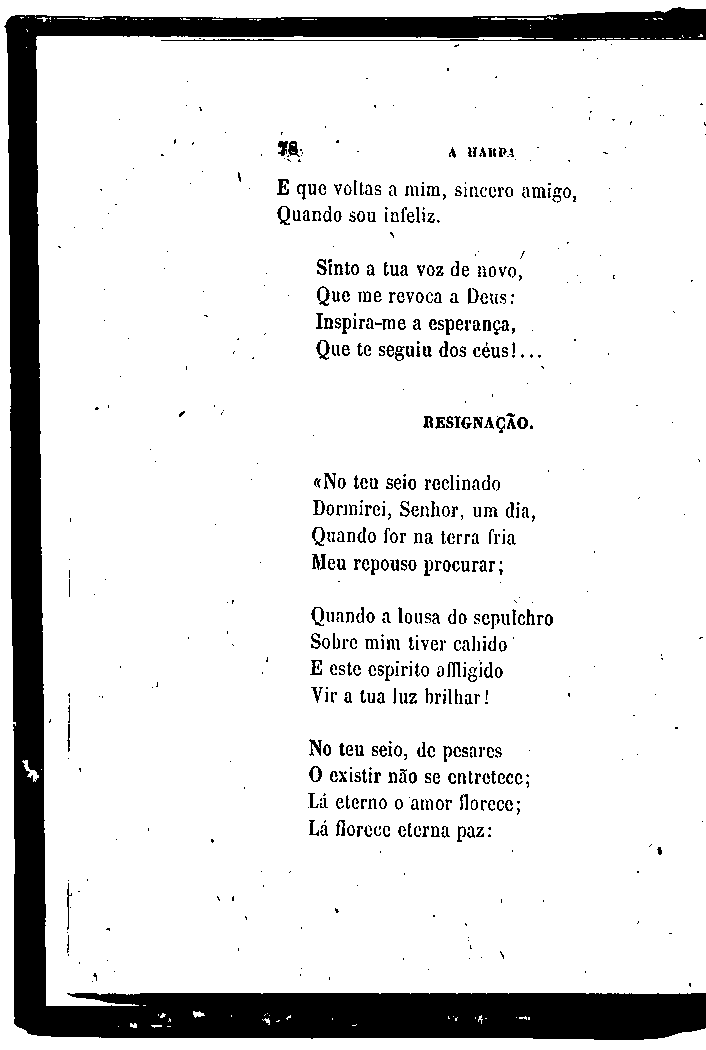 78 A HARPA
E que voltas a mim, sincero amigo,
Quando sou infeliz.
Sinto a tua voz de novo,
Que me revoca a Deus:
Inspira-me a esperança,
Que te seguiu dos céus!...
RESIGNAÇÃO.
«No teu seio reclinado
Dormirei, Senhor, um dia,
Quando for na terra fria
Meu repouso procurar;
Quando a lousa do sepulchro
Sobre mim tiver cahido
E este espirito affligido
Vir a tua luz brilhar!
No teu seio, de pesares
O existir não se entretece;
Lá eterno o amor florece;
Lá florece eterna paz: